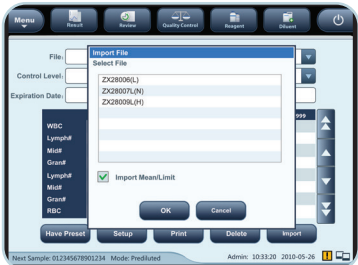 Menu
Result
Review
Quality Control
Reagent
Diluent
File:
Import File
Select File
Control Level:
ZX28006(L)
ZX28007L(N)
ZX28009L(H)
Expiration Date:
999
WBC
Lymph#
Mid#
Gran#
Lymph#
Mid#
Gran#
RBC
Import Mean/Limit
OK
Cancel
Have Preset
Setup
Print
Delete
Import
Next Sample: 012345678901234 Mode: Prediluted
Admin: 10:33:20 2010-05-26